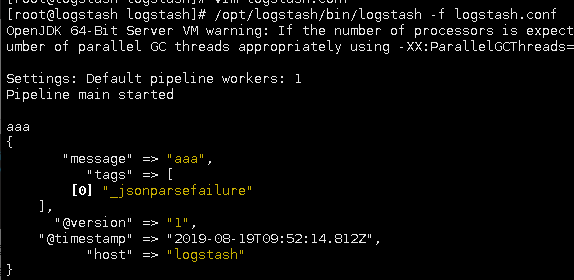 [root@logstash logstash]# vim logstash.conf
[root@logstash logstash]# /opt/logstash/bin/logstash -f logstash.conf
OpenJDK 64-Bit Server VM warning: If the number of processors is expect
umber of parallel GC threads appropriately using -XX:ParallelGCThreads=
Settings: Default pipeline workers: 1
Pipeline main started
aaa
{
"message" => "aaa",
"tags" => [
[0] "_jsonparsefailure"
],
"@version" => "1",
"@timestamp" => "2019-08-19T09:52:14.812Z",
"host" => "logstash"
}